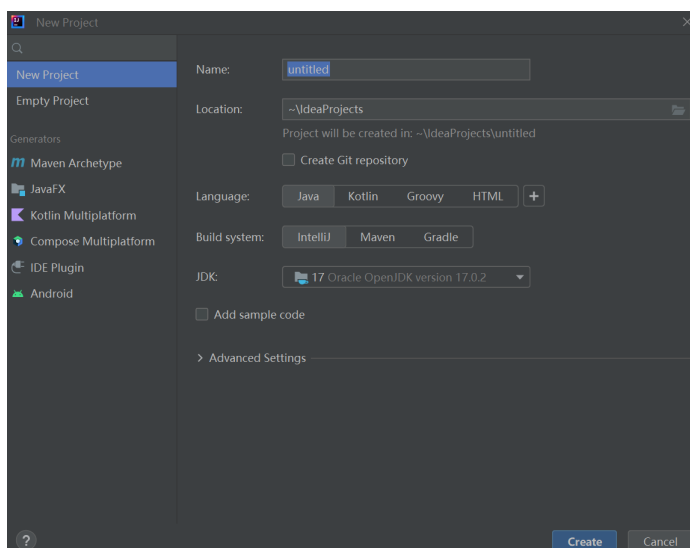 New Project
New Project
Empty Project
Generators
Maven Archetype
JavaFX
Kotlin Multiplatform
Compose Multiplatform
IDE Plugin
Android
Name: untitled
Location: ~\IdeaProjects
Project will be created in: ~\IdeaProjects\untitled
Create Git repository
Language: Java Kotlin Groovy HTML +
Build system: IntelliJ Maven Gradle
JDK: 17 Oracle OpenJDK version 17.0.2
Add sample code
> Advanced Settings
? Create Cancel